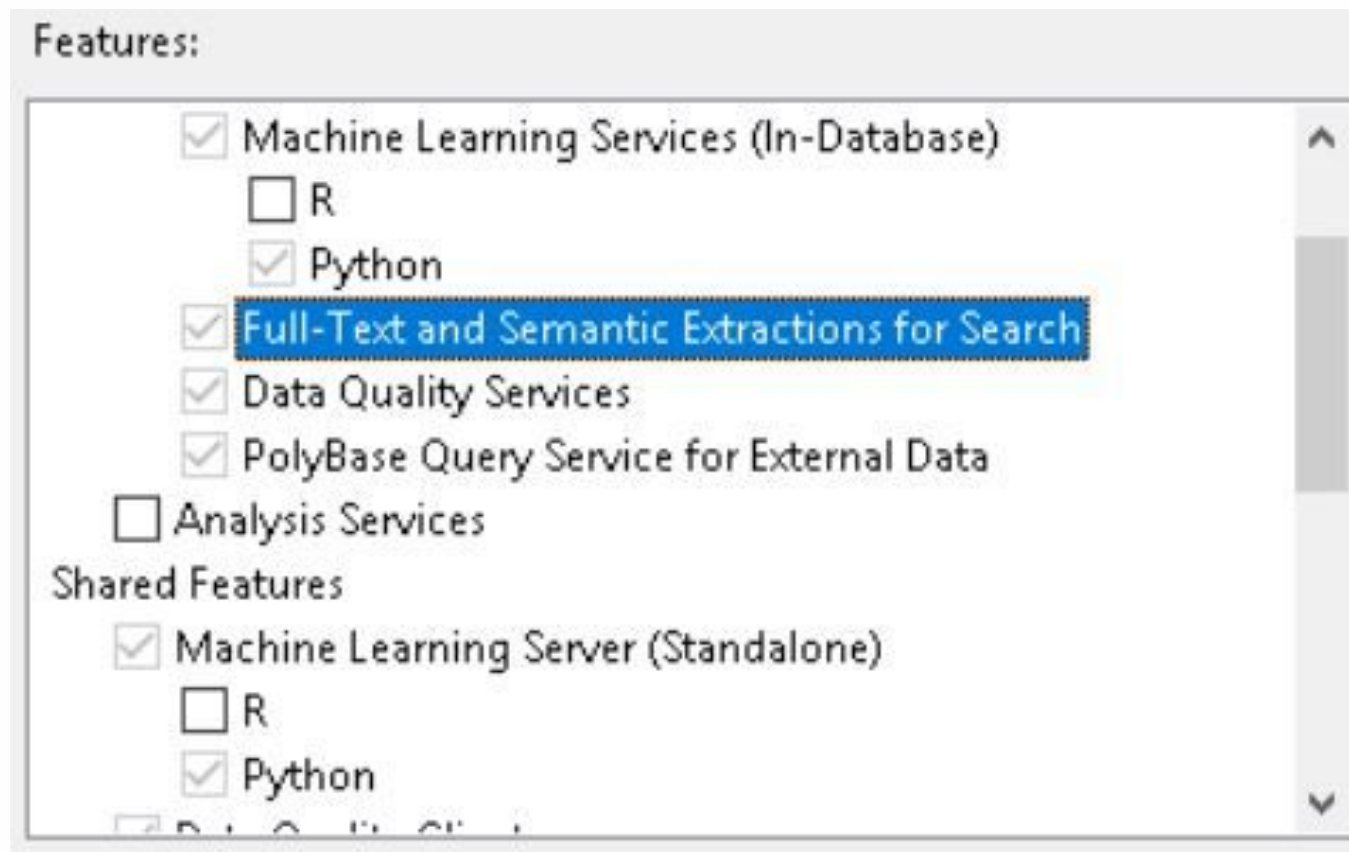 Features:
Machine Learning Services (In-Database)
R
Python
Full-Text and Semantic Extractions for Search
Data Quality Services
PolyBase Query Service for External Data
Analysis Services
Shared Features
Machine Learning Server (Standalone)
R
Python